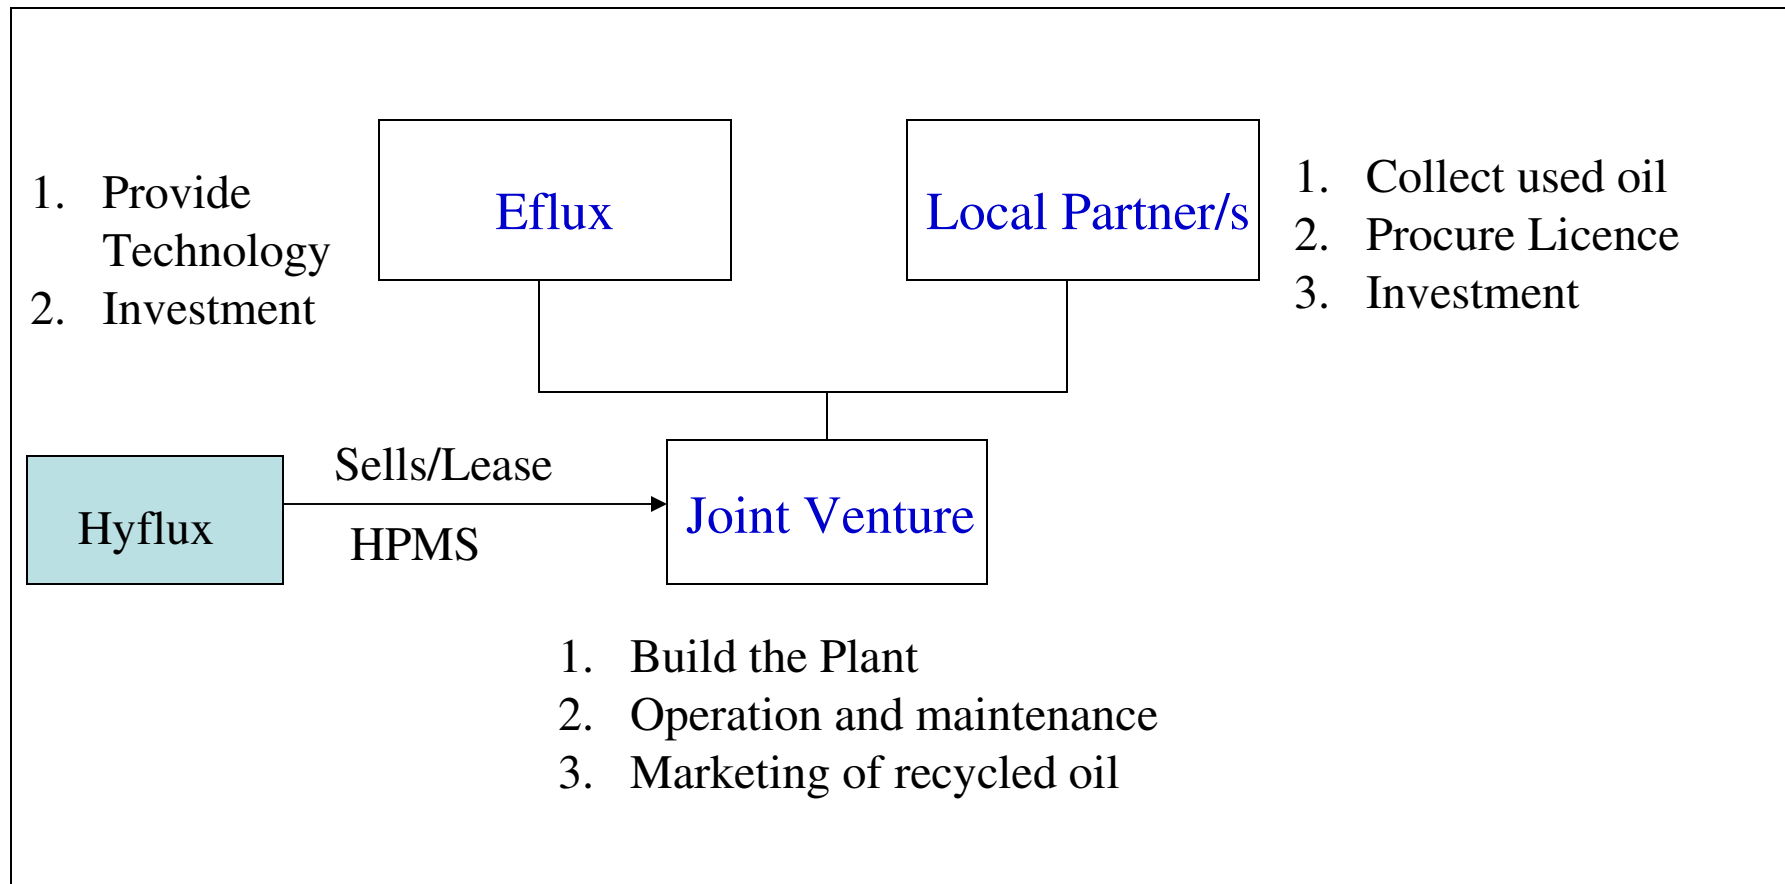 1. Provide
Technology
2. Investment
Eflux
Local Partner/s
1. Collect used oil
2. Procure Licence
3. Investment
Hyflux
Sells/Lease
HPMS
Joint Venture
1. Build the Plant
2. Operation and maintenance
3. Marketing of recycled oil